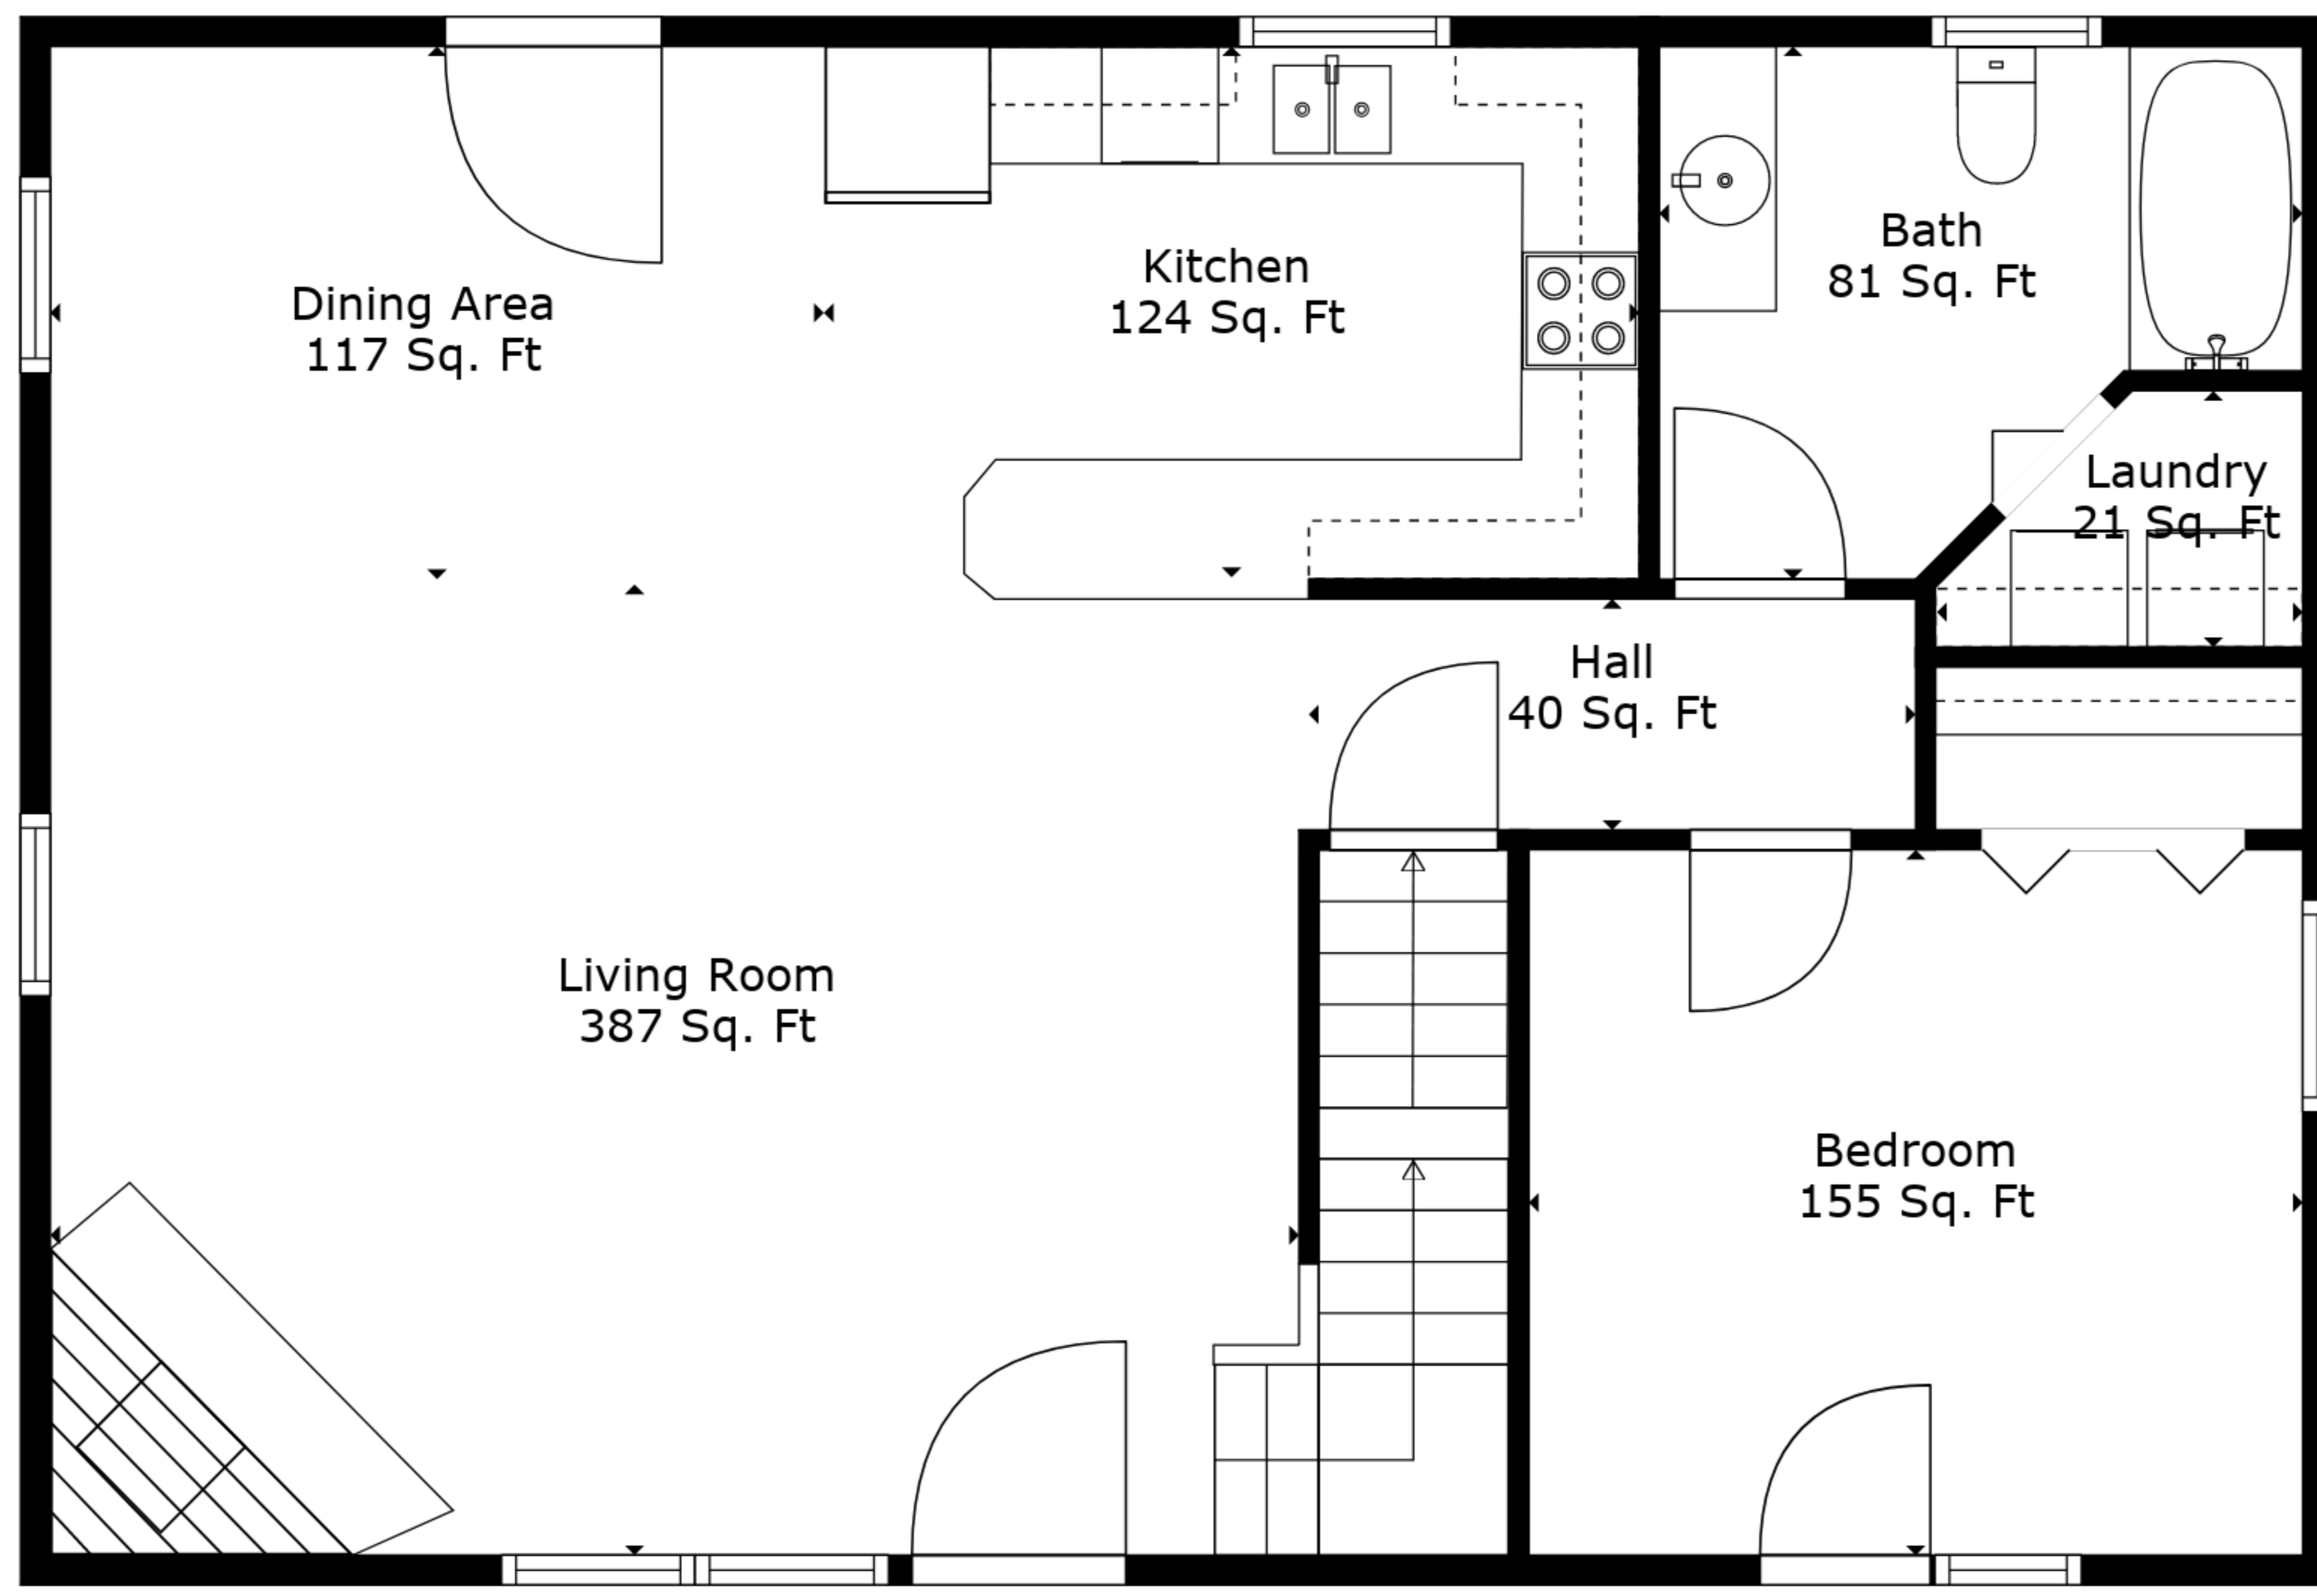 Dining Area
117 Sq. Ft
Kitchen
124 Sq. Ft
Bath
81 Sq. Ft
Laundry
21 Sq. Ft
Hall
40 Sq. Ft
Living Room
387 Sq. Ft
Bedroom
155 Sq. Ft